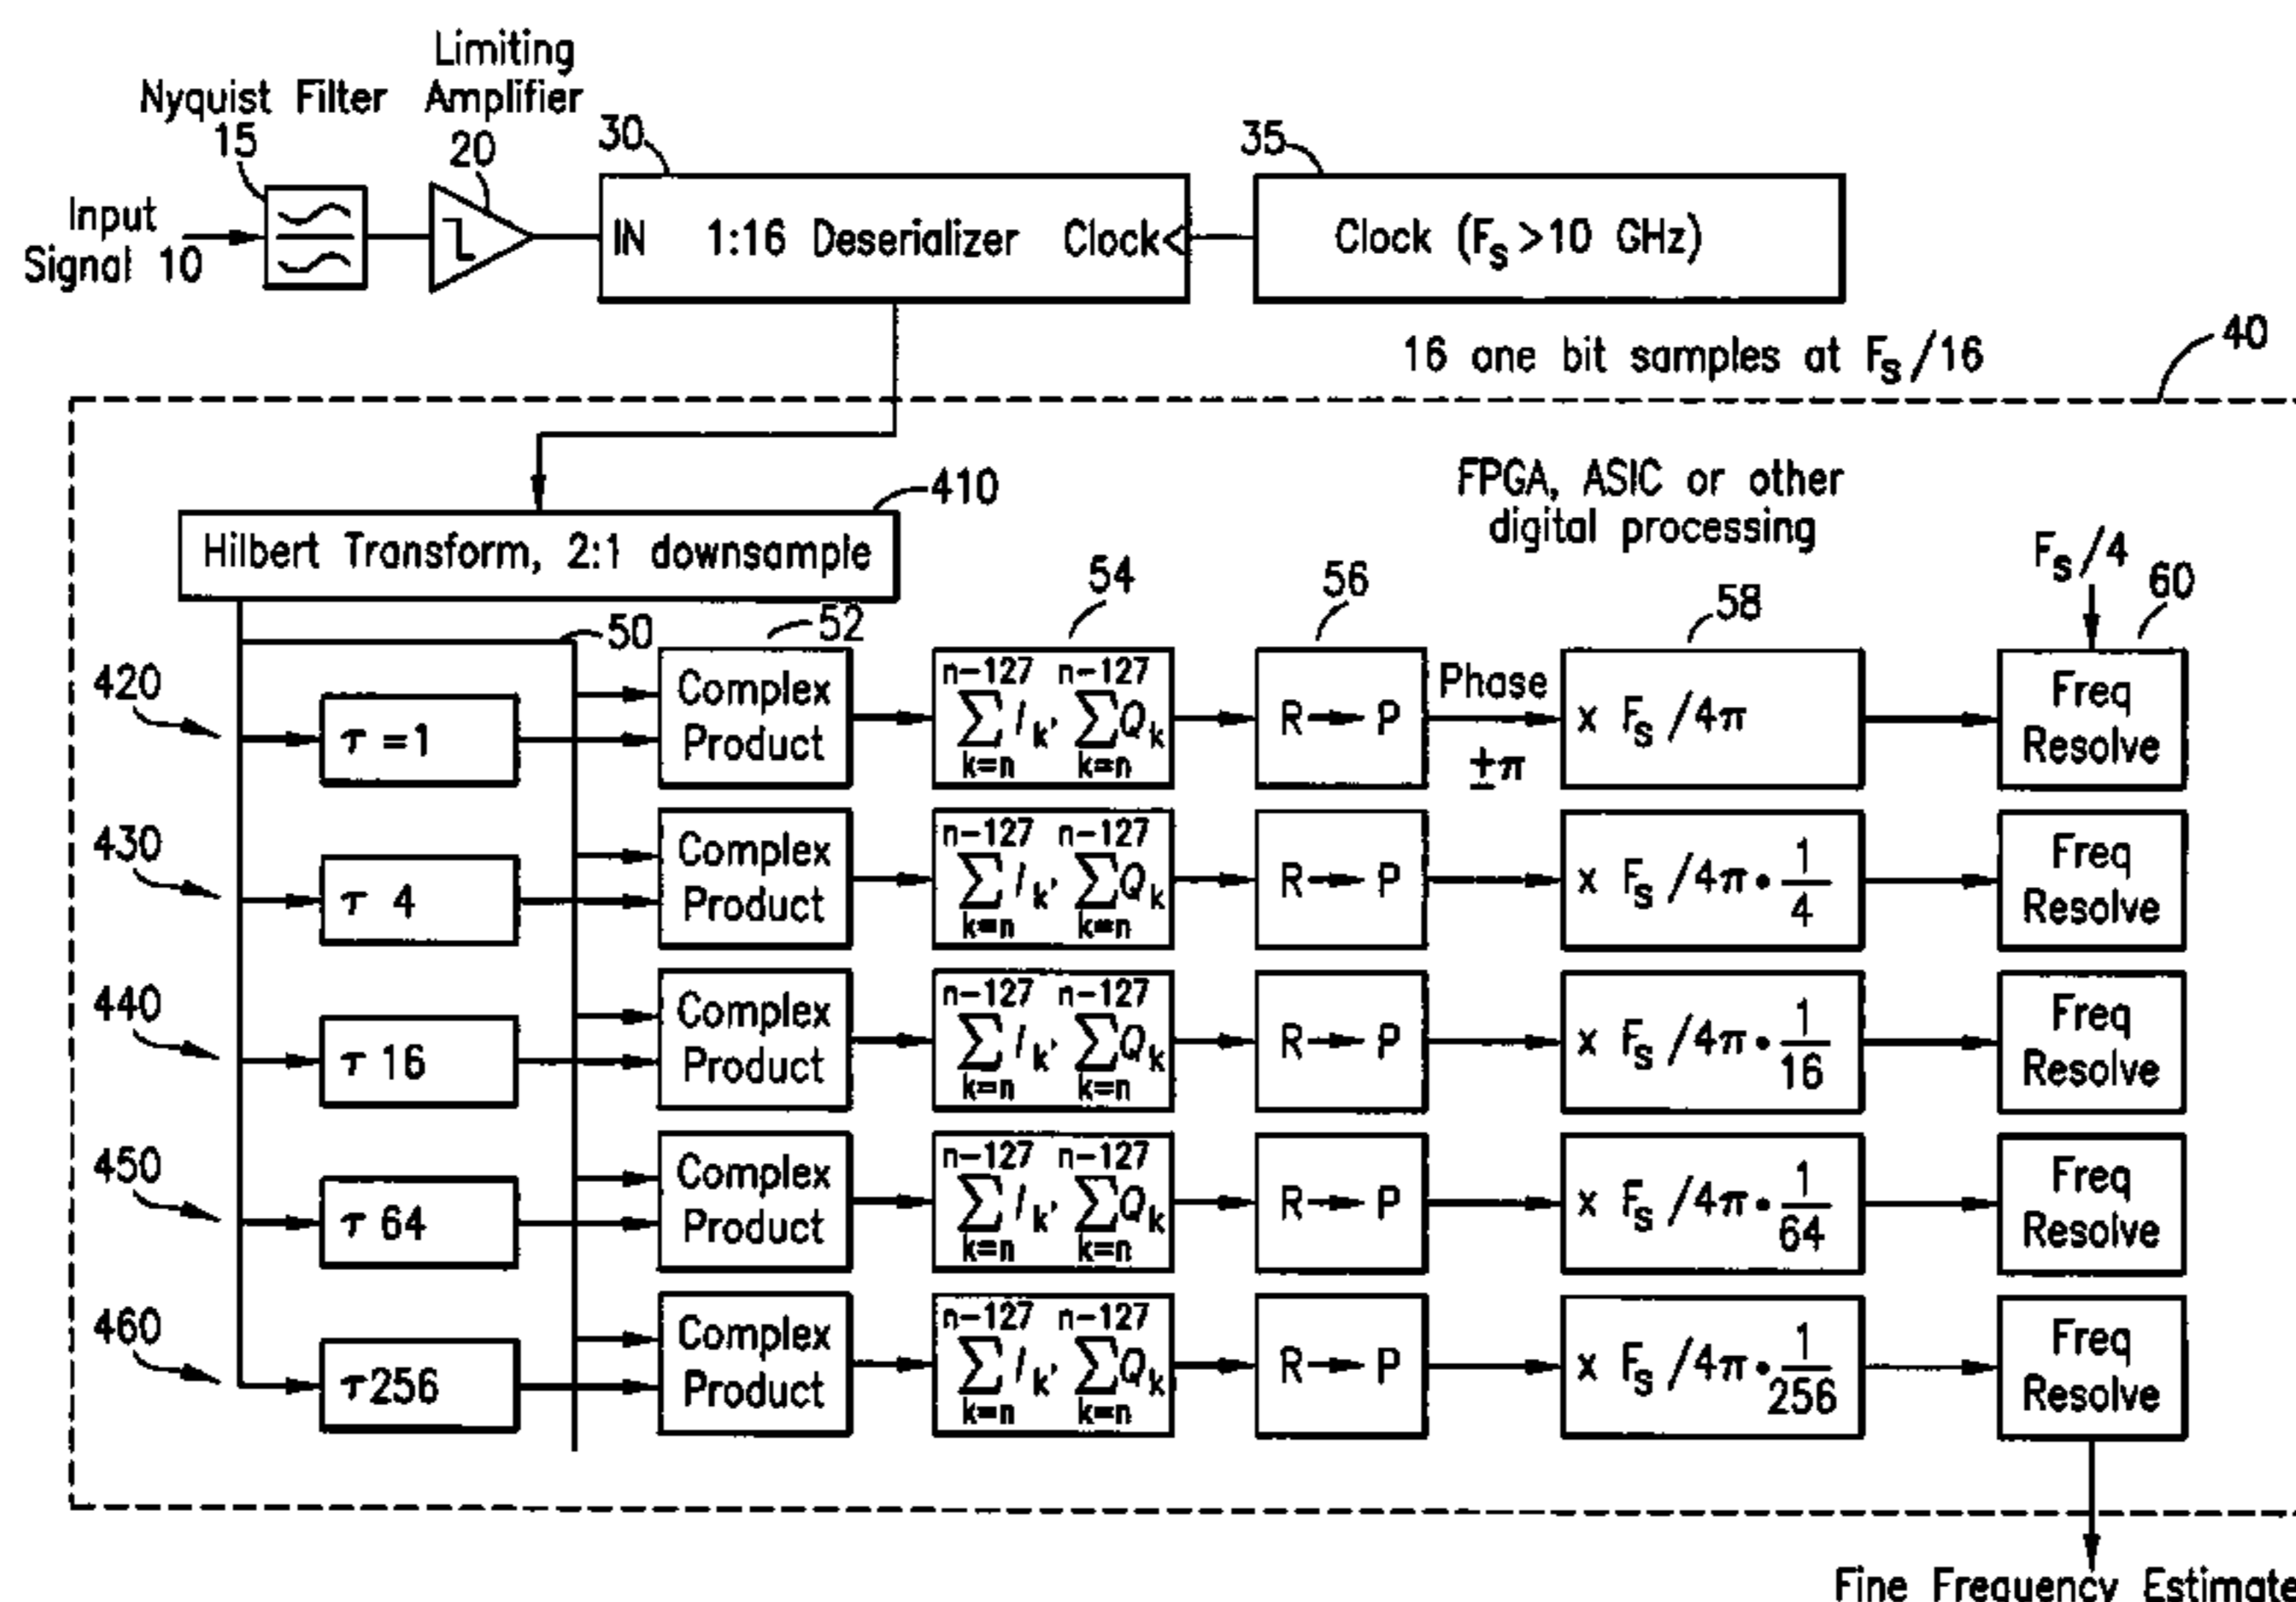 Limiting
Nyquist Filter Amplifier
15
20
30
35
Input
Signal 10
IN 1:16 Deserializer Clock
Clock (Fs>10 GHz)
16 one bit samples at Fs/16
40
410
Hilbert Transform, 2:1 downsample
FPGA, ASIC or other
digital processing
Fs/4
50
52
54
56
58
60
420
τ =1
Complex
Product
n-127 n-127
∑Ik, ∑Qk
k=n k=n
R→P
Phase
±π
x Fs /4π
Freq
Resolve
430
τ 4
Complex
Product
n-127 n-127
∑Ik, ∑Qk
k=n k=n
R→P
x Fs /4π•1/4
Freq
Resolve
440
τ 16
Complex
Product
n-127 n-127
∑Ik, ∑Qk
k=n k=n
R→P
x Fs /4π•1/16
Freq
Resolve
450
τ 64
Complex
Product
n-127 n-127
∑Ik, ∑Qk
k=n k=n
R→P
x Fs /4π•1/64
Freq
Resolve
460
τ256
Complex
Product
n-127 n-127
∑Ik, ∑Qk
k=n k=n
R→P
x Fs /4π•1/256
Freq
Resolve
Fine Frequency Estimate